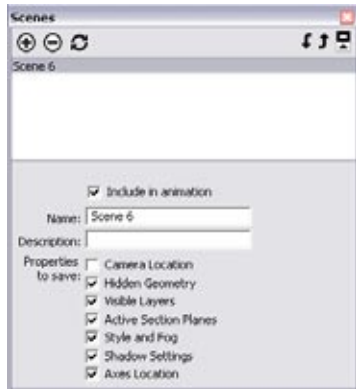 Scenes
Scene 6
Include in animation
Name: Scene 6
Description:
Properties to save:
Camera Location
Hidden Geometry
Visible Layers
Active Section Planes
Style and Fog
Shadow Settings
Axes Location